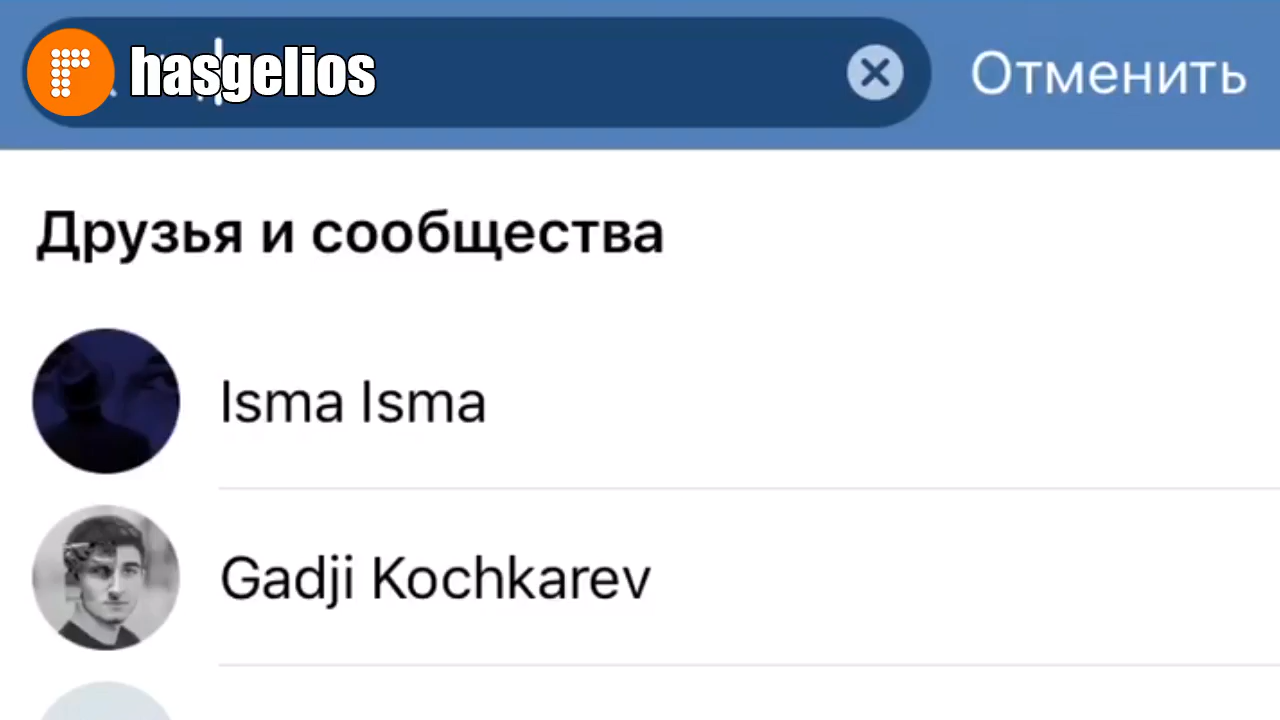 hasgelios
Отменить
Друзья и сообщества
Isma Isma
Gadji Kochkarev